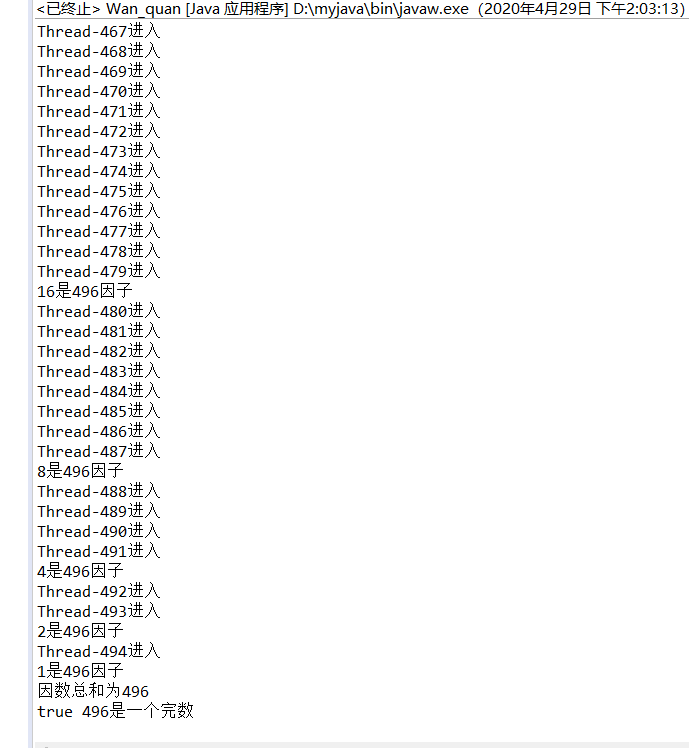 <已终止> Wan_quan [Java 应用程序] D:\myjava\bin\javaw.exe（2020年4月29日 下午2:03:13）
Thread-467进入
Thread-468进入
Thread-469进入
Thread-470进入
Thread-471进入
Thread-472进入
Thread-473进入
Thread-474进入
Thread-475进入
Thread-476进入
Thread-477进入
Thread-478进入
Thread-479进入
16是496因子
Thread-480进入
Thread-481进入
Thread-482进入
Thread-483进入
Thread-484进入
Thread-485进入
Thread-486进入
Thread-487进入
8是496因子
Thread-488进入
Thread-489进入
Thread-490进入
Thread-491进入
4是496因子
Thread-492进入
Thread-493进入
2是496因子
Thread-494进入
1是496因子
因数总和为496
true 496是一个完数